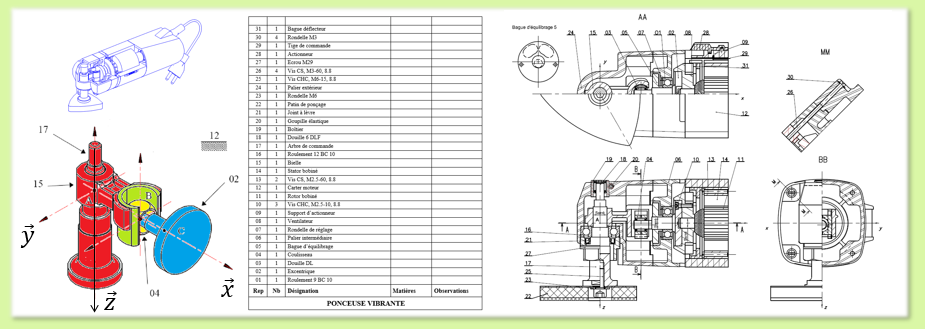 17
12
15
02
A
B
C
04
y
x
z
31 1 Bague déflecteur
30 4 Rondelle M3
29 1 Tige de commande
28 1 Actionneur
27 1 Ecrou M29
26 4 Vis CS, M3-60, 8.8
25 1 Vis CHC, M6-15, 8.8
24 1 Palier extérieur
23 1 Rondelle M6
22 1 Patin de ponçage
21 1 Joint à lèvre
20 1 Goupille élastique
19 1 Boîtier
18 1 Douille 6 DLF
17 1 Arbre de commande
16 1 Roulement 12 BC 10
15 1 Bielle
14 1 Stator bobiné
13 2 Vis CS, M2.5-60, 8.8
12 1 Carter moteur
11 1 Rotor bobiné
10 3 Vis CHC, M2.5-10, 8.8
09 1 Support d'actionneur
08 1 Ventilateur
07 1 Rondelle de réglage
06 1 Palier intermédiaire
05 1 Bague d'équilibrage
04 1 Coulisseau
03 1 Douille DL
02 1 Excentrique
01 1 Roulement 9 BC 10
Rep Nb Désignation Matières Observations
PONCEUSE VIBRANTE
AA
Bague d'équilibrage 5
24 15 03 05 07 01 02 08 28
09
29
31
12
y
x
MM
30
26
19 18 20 04 06 10 13 14 11
B
A A
B
16
21
27
17
25
23
22
z
BB
x y
z